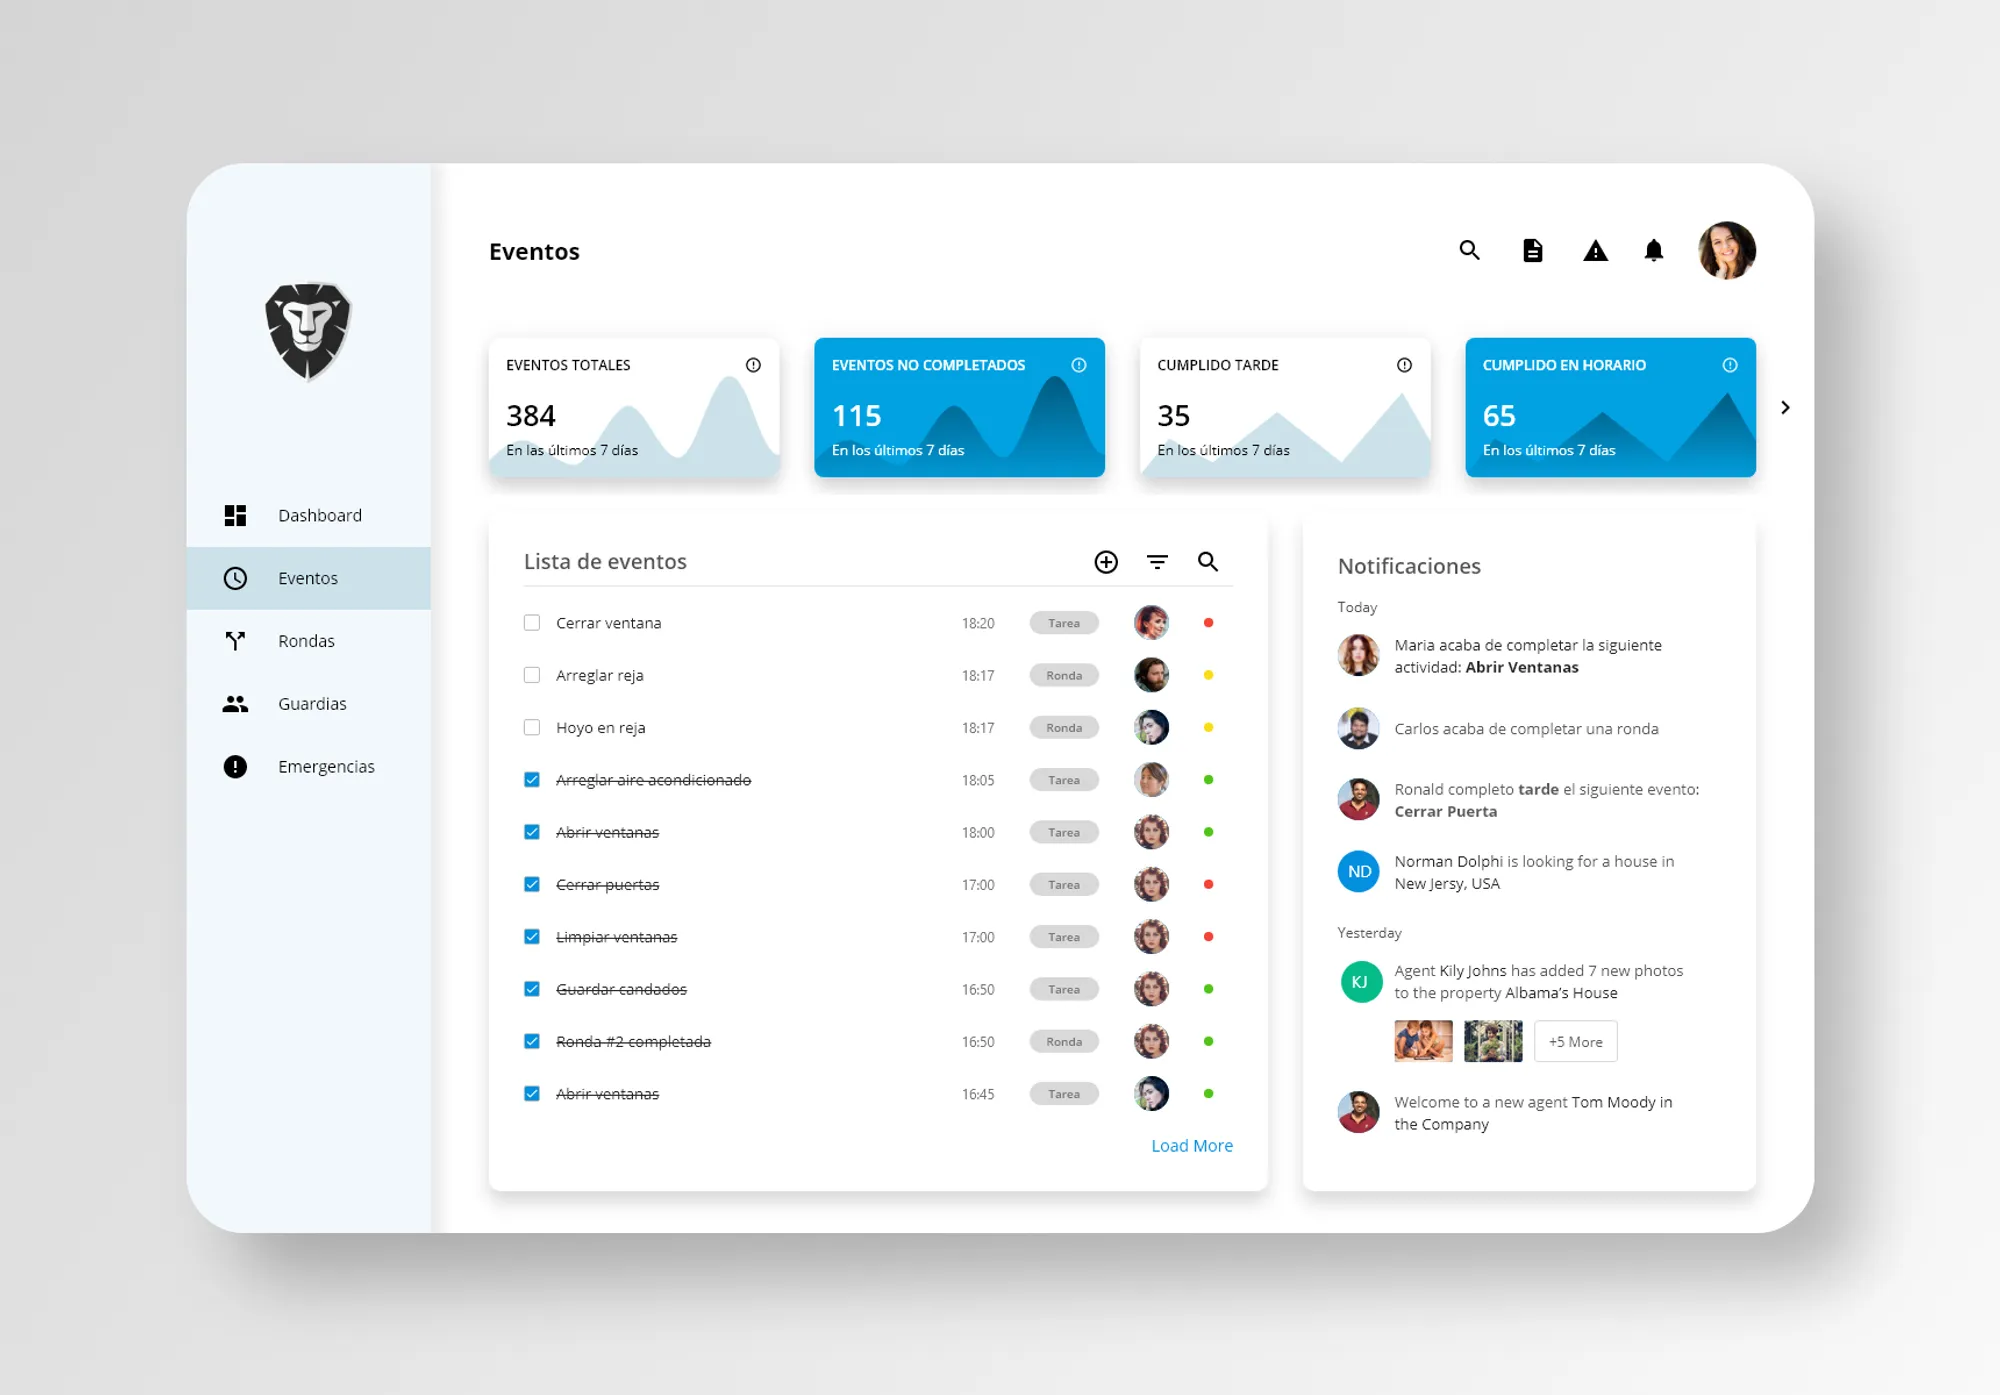 Eventos
Dashboard
Eventos
Rondas
Guardias
Emergencias
EVENTOS TOTALES
384
En las últimos 7 días
EVENTOS NO COMPLETADOS
115
En los últimos 7 días
CUMPLIDO TARDE
35
En los últimos 7 días
CUMPLIDO EN HORARIO
65
En los últimos 7 días
Lista de eventos
Cerrar ventana 18:20 Tarea
Arreglar reja 18:17 Ronda
Hoyo en reja 18:17 Ronda
Arreglar aire acondicionado 18:05 Tarea
Abrir ventanas 18:00 Tarea
Cerrar puertas 17:00 Tarea
Limpiar ventanas 17:00 Tarea
Guardar candados 16:50 Tarea
Ronda #2 completada 16:50 Ronda
Abrir ventanas 16:45 Tarea
Load More
Notificaciones
Today
Maria acaba de completar la siguiente
actividad: Abrir Ventanas
Carlos acaba de completar una ronda
Ronald completo tarde el siguiente evento:
Cerrar Puerta
ND
Norman Dolphi is looking for a house in
New Jersy, USA
Yesterday
KJ
Agent Kily Johns has added 7 new photos
to the property Albama's House
+5 More
Welcome to a new agent Tom Moody in
the Company